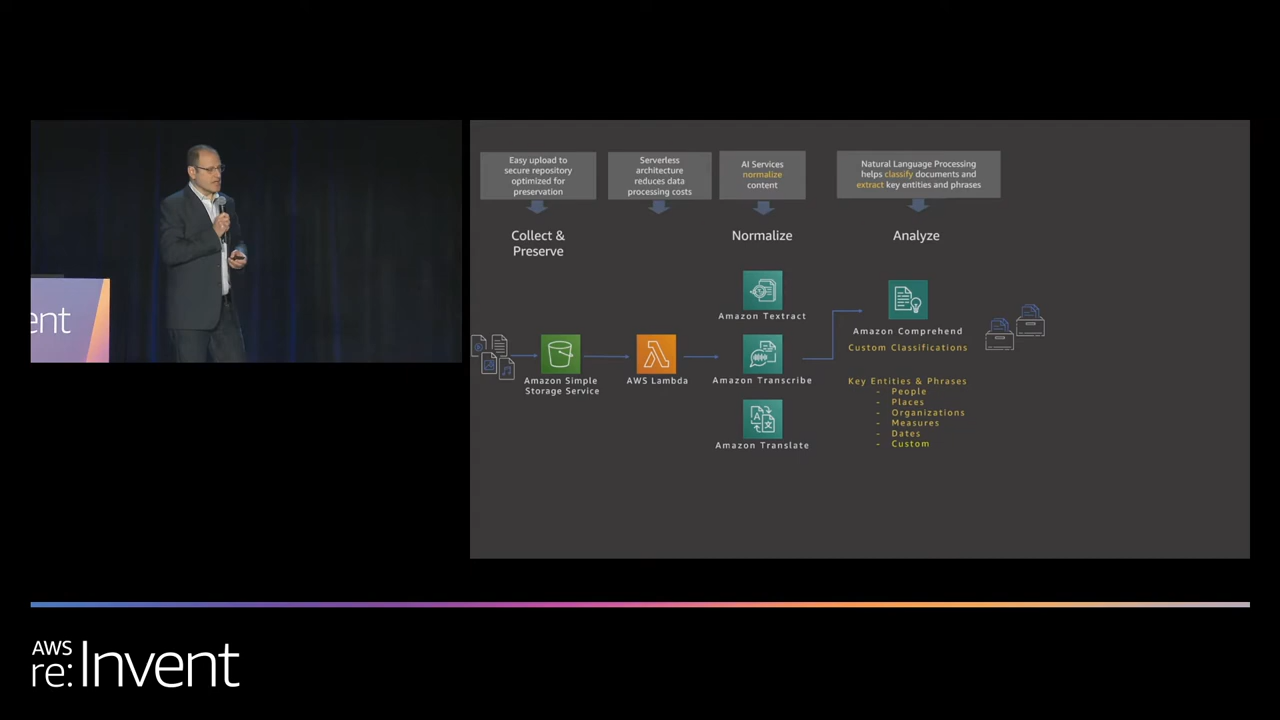 Easy upload to
secure repository
optimized for
preservation
Serverless
architecture
reduces data
processing costs
AI Services
normalize
content
Natural Language Processing
helps classify documents and
extract key entities and phrases
Collect &
Preserve
Normalize
Analyze
Amazon Textract
Amazon Comprehend
Custom Classifications
Amazon Simple
Storage Service
AWS Lambda
Amazon Transcribe
Key Entities & Phrases
- People
- Places
- Organizations
- Measures
- Dates
- Custom
Amazon Translate
ent
AWS
re:Invent